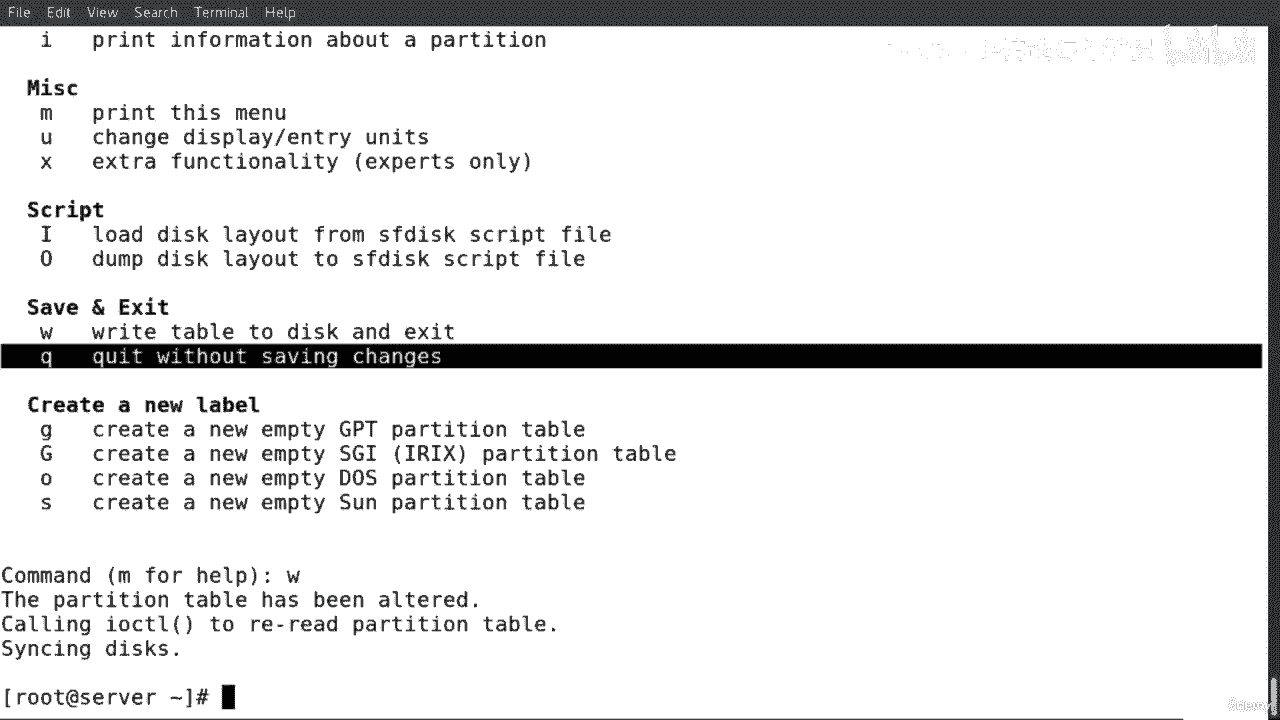 File Edit View Search Terminal Help
i print information about a partition
Misc
m print this menu
u change display/entry units
x extra functionality (experts only)
Script
I load disk layout from sfdisk script file
O dump disk layout to sfdisk script file
Save & Exit
w write table to disk and exit
q quit without saving changes
Create a new label
g create a new empty GPT partition table
G create a new empty SGI (IRIX) partition table
o create a new empty DOS partition table
s create a new empty Sun partition table
Command (m for help): w
The partition table has been altered.
Calling ioctl() to re-read partition table.
Syncing disks.
[root@server ~]#